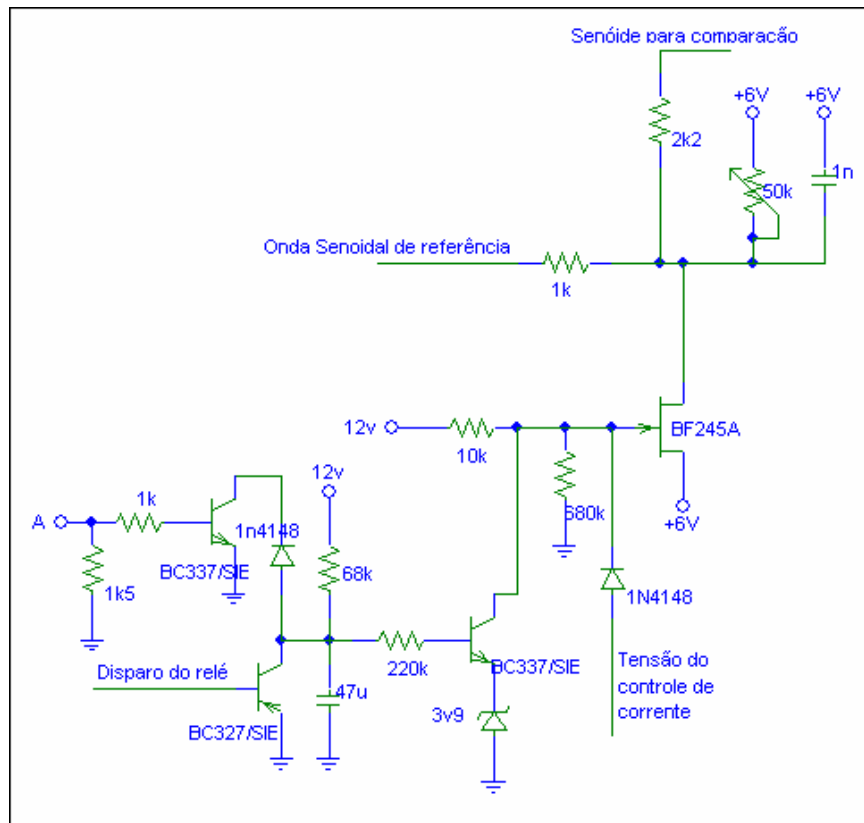 Senóide para comparação
+6V
+6V
2k2
50k
1n
Onda Senoidal de referência
1k
12v
10k
BF245A
12v
680k
+6V
1k
A
1n4148
68k
1k5
BC337/SIE
1N4148
220k
BC337/SIE
Disparo do relé
47u
Tensão do
controle de
corrente
3v9
BC327/SIE